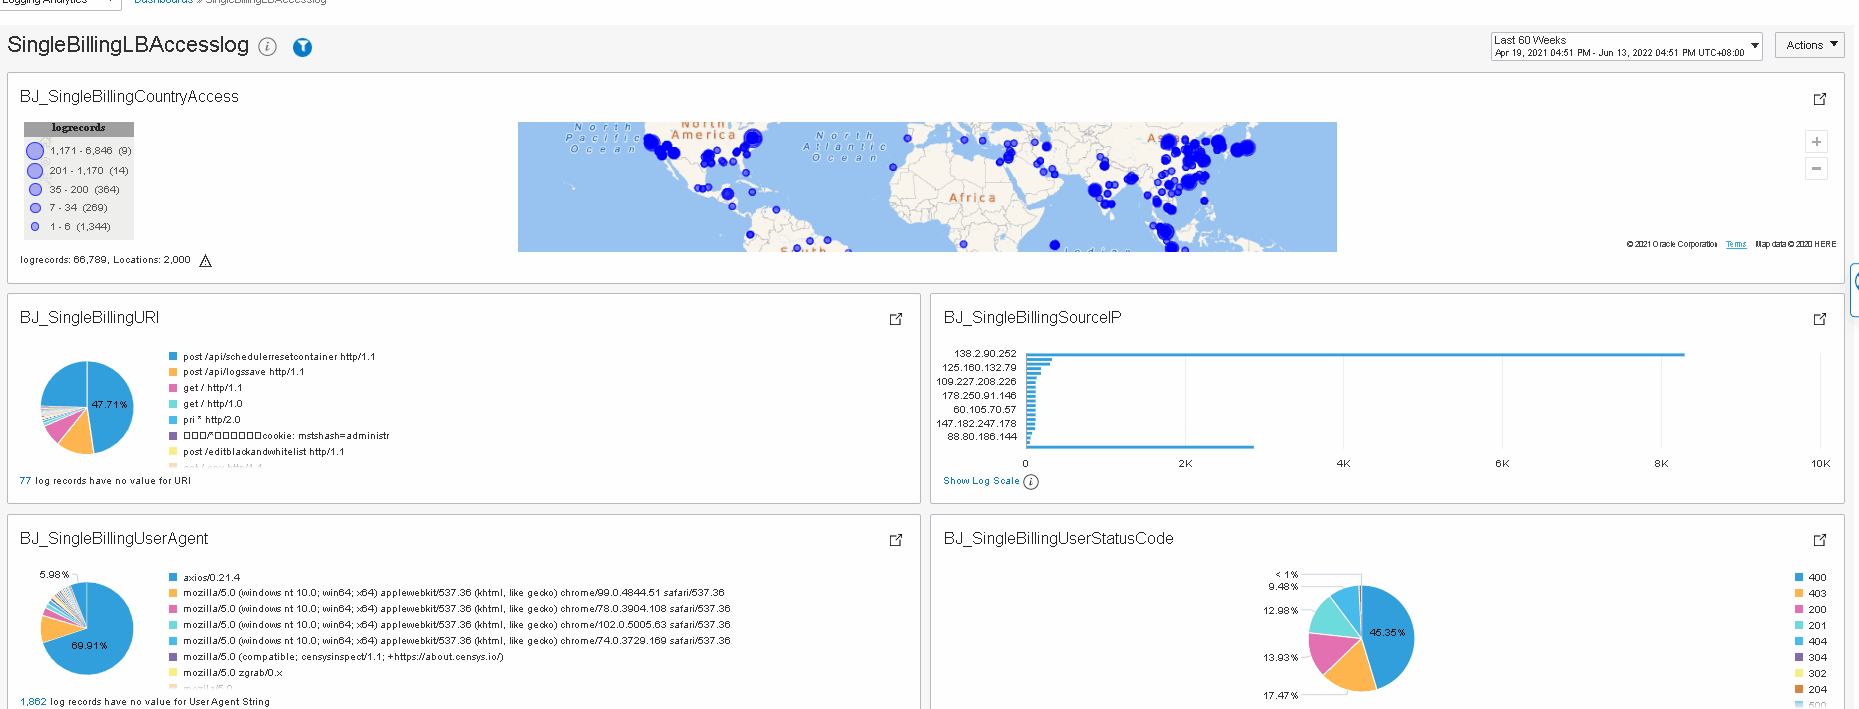 Logging Analytics
Dashboards » SingleBillingLBAccesslog
SingleBillingLBAccesslog
Last 60 Weeks
Apr 19, 2021 04:51 PM - Jun 13, 2022 04:51 PM UTC+08:00
Actions
BJ_SingleBillingCountryAccess
logrecords
1,171 - 6,846 (9)
201 - 1,170 (14)
35 - 200 (364)
7 - 34 (269)
1 - 6 (1,344)
North
Pacific
Ocean
North
America
North
Atlantic
Ocean
Africa
© 2021 Oracle Corporation Terms Map data © 2020 HERE
logrecords: 66,789, Locations: 2,000
BJ_SingleBillingURI
47.71%
post /api/schedulerresetcontainer http/1.1
post /api/logssave http/1.1
get / http/1.1
get / http/1.0
pri * http/2.0
□□□/*□□□□□□cookie: mstshash=administr
post /editblackandwhitelist http/1.1
77 log records have no value for URI
BJ_SingleBillingSourceIP
138.2.90.252
125.160.132.79
109.227.208.226
178.250.91.146
60.105.70.57
147.182.247.178
88.80.186.144
0 2K 4K 6K 8K 10K
Show Log Scale
BJ_SingleBillingUserAgent
5.98%
69.91%
axios/0.21.4
mozilla/5.0 (windows nt 10.0; win64; x64) applewebkit/537.36 (khtml, like gecko) chrome/99.0.4844.51 safari/537.36
mozilla/5.0 (windows nt 10.0; win64; x64) applewebkit/537.36 (khtml, like gecko) chrome/78.0.3904.108 safari/537.36
mozilla/5.0 (windows nt 10.0; win64; x64) applewebkit/537.36 (khtml, like gecko) chrome/102.0.5005.63 safari/537.36
mozilla/5.0 (windows nt 10.0; win64; x64) applewebkit/537.36 (khtml, like gecko) chrome/74.0.3729.169 safari/537.36
mozilla/5.0 (compatible; censysinspect/1.1; +https://about.censys.io/)
mozilla/5.0 zgrab/0.x
mozilla/5.0
1,862 log records have no value for User Agent String
BJ_SingleBillingUserStatusCode
< 1%
9.48%
12.98%
13.93%
17.47%
45.35%
400
403
200
201
404
304
302
204
500